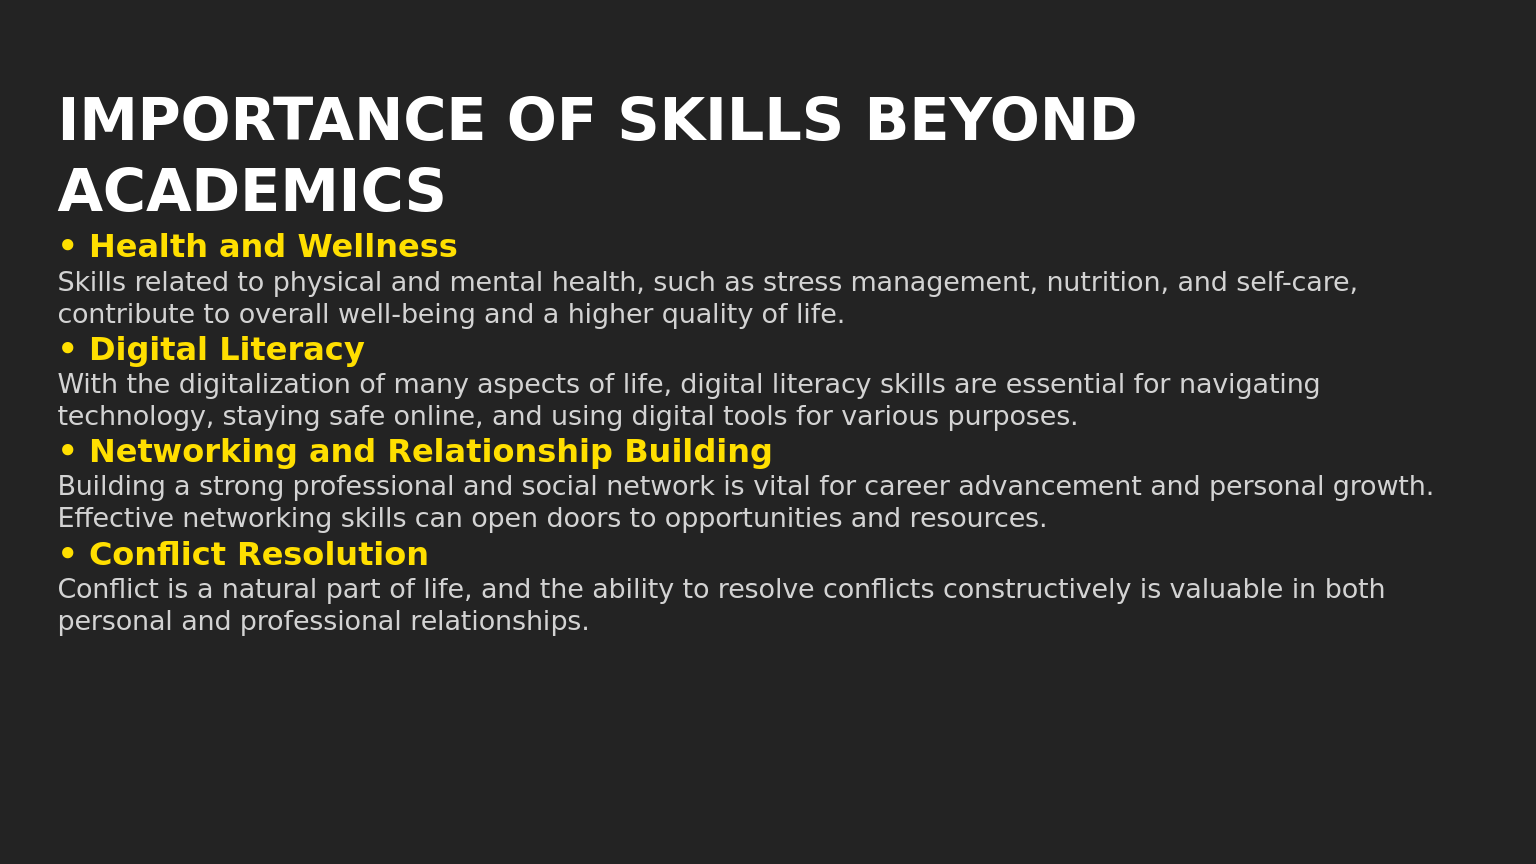 IMPORTANCE OF SKILLS BEYOND
ACADEMICS
• Health and Wellness
Skills related to physical and mental health, such as stress management, nutrition, and self-care,
contribute to overall well-being and a higher quality of life.
• Digital Literacy
With the digitalization of many aspects of life, digital literacy skills are essential for navigating
technology, staying safe online, and using digital tools for various purposes.
• Networking and Relationship Building
Building a strong professional and social network is vital for career advancement and personal growth.
Effective networking skills can open doors to opportunities and resources.
• Conflict Resolution
Conflict is a natural part of life, and the ability to resolve conflicts constructively is valuable in both
personal and professional relationships.